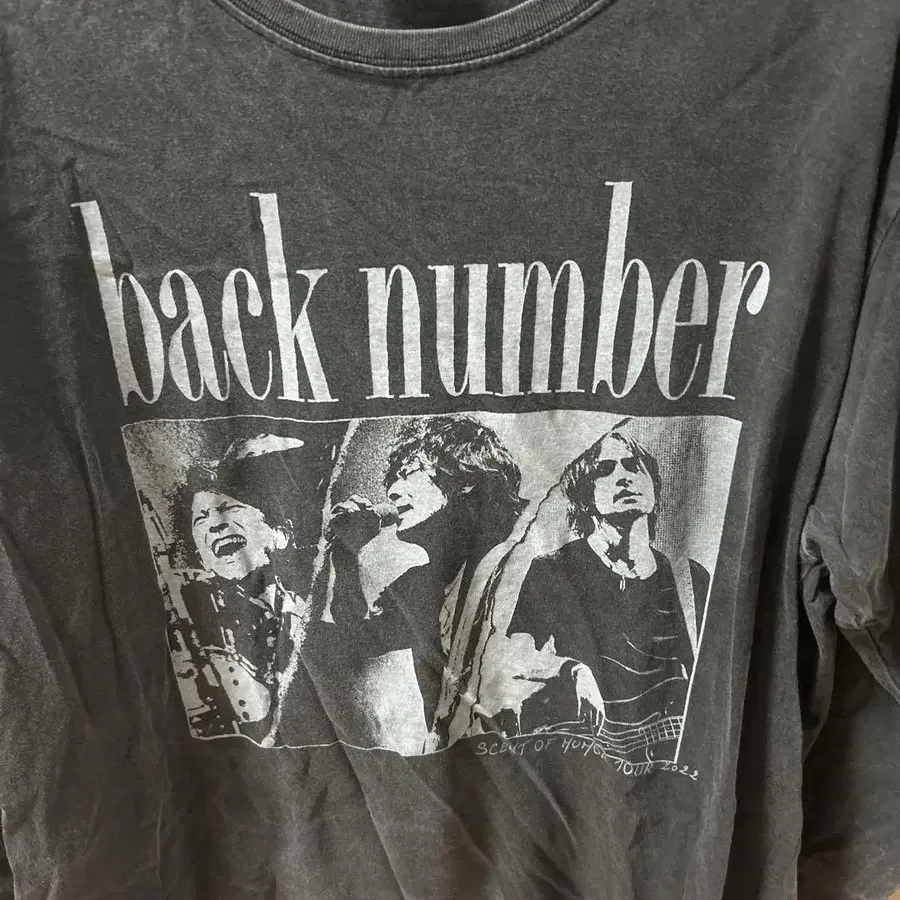 back number
SCENT OF HUMOR TOUR 2022